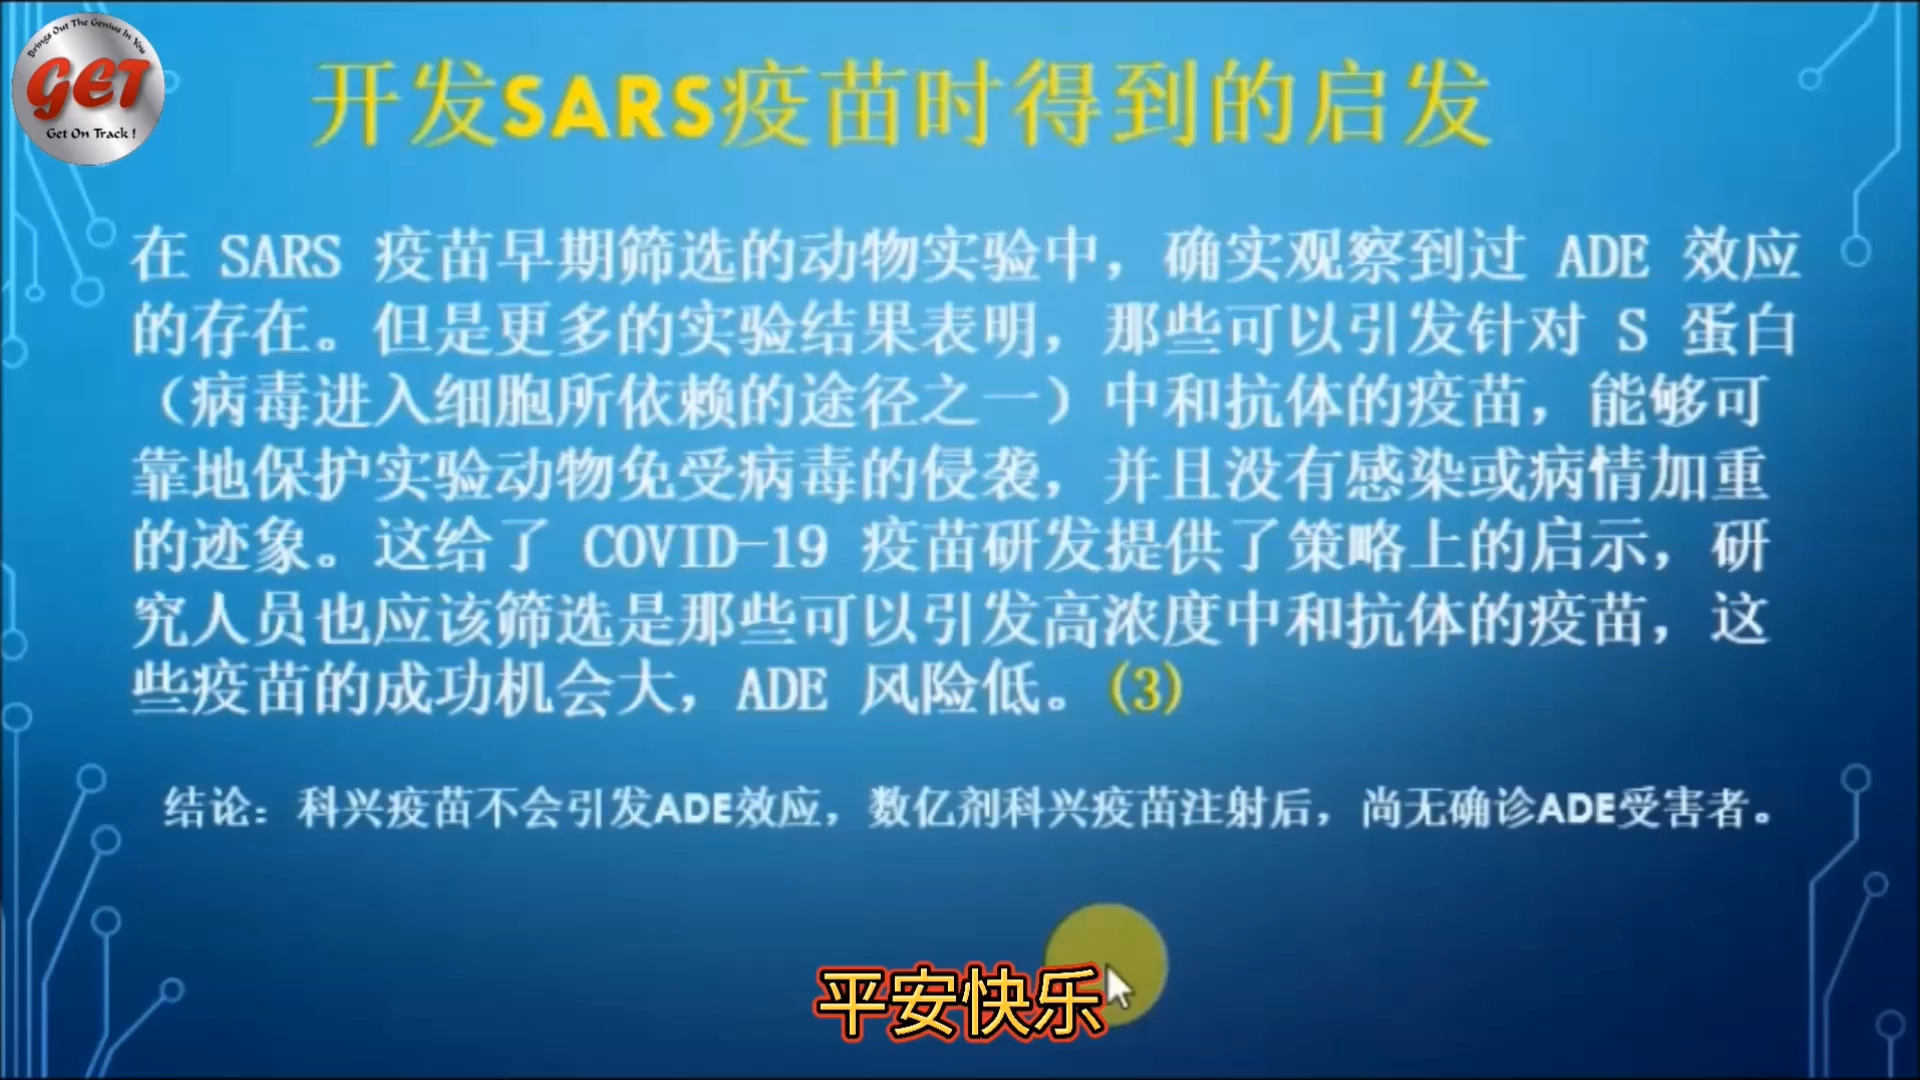 Brings Out The Genius In You
GET
Get On Track !
开发SARS疫苗时得到的启发
在 SARS 疫苗早期筛选的动物实验中，确实观察到过 ADE 效应
的存在。但是更多的实验结果表明，那些可以引发针对 S 蛋白
（病毒进入细胞所依赖的途径之一）中和抗体的疫苗，能够可
靠地保护实验动物免受病毒的侵袭，并且没有感染或病情加重
的迹象。这给了 COVID-19 疫苗研发提供了策略上的启示，研
究人员也应该筛选是那些可以引发高浓度中和抗体的疫苗，这
些疫苗的成功机会大，ADE 风险低。(3)
结论：科兴疫苗不会引发ADE效应，数亿剂科兴疫苗注射后，尚无确诊ADE受害者。
平安快乐